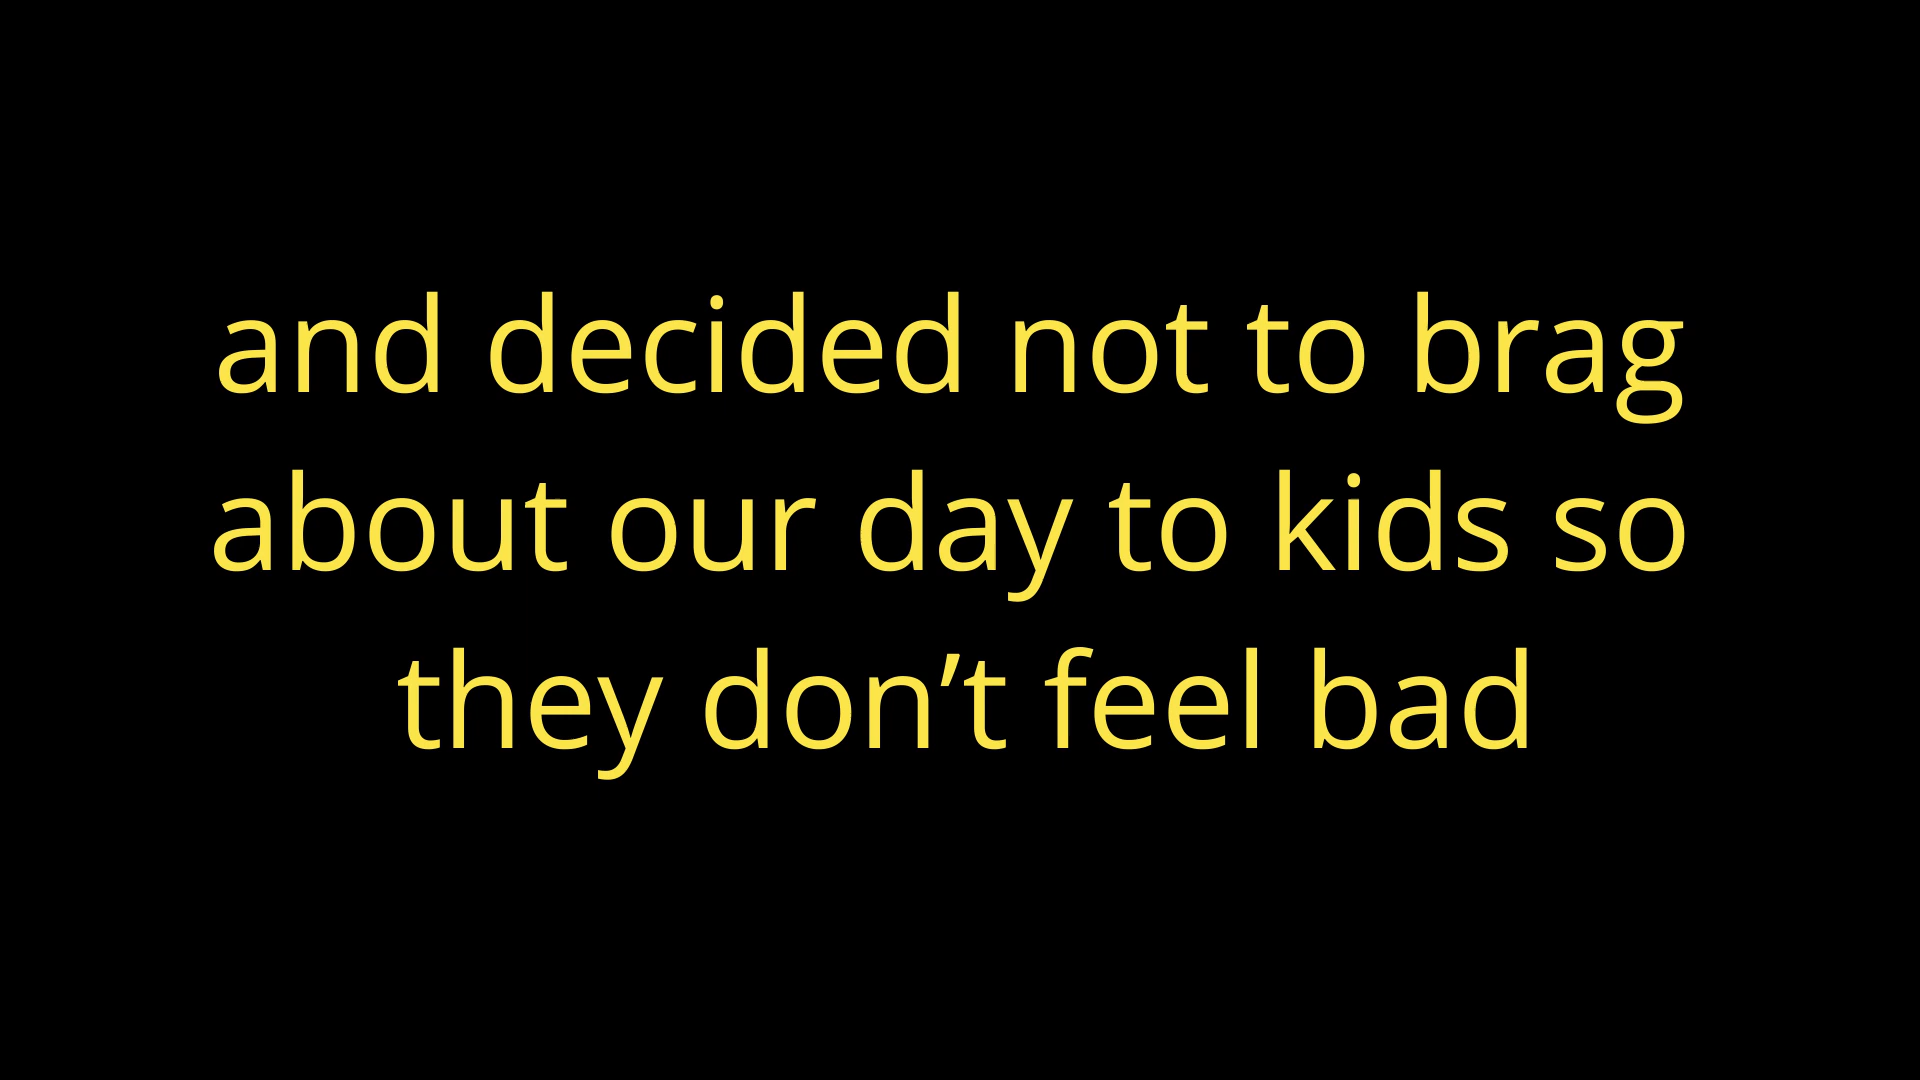 and decided not to brag
about our day to kids so
they don’t feel bad